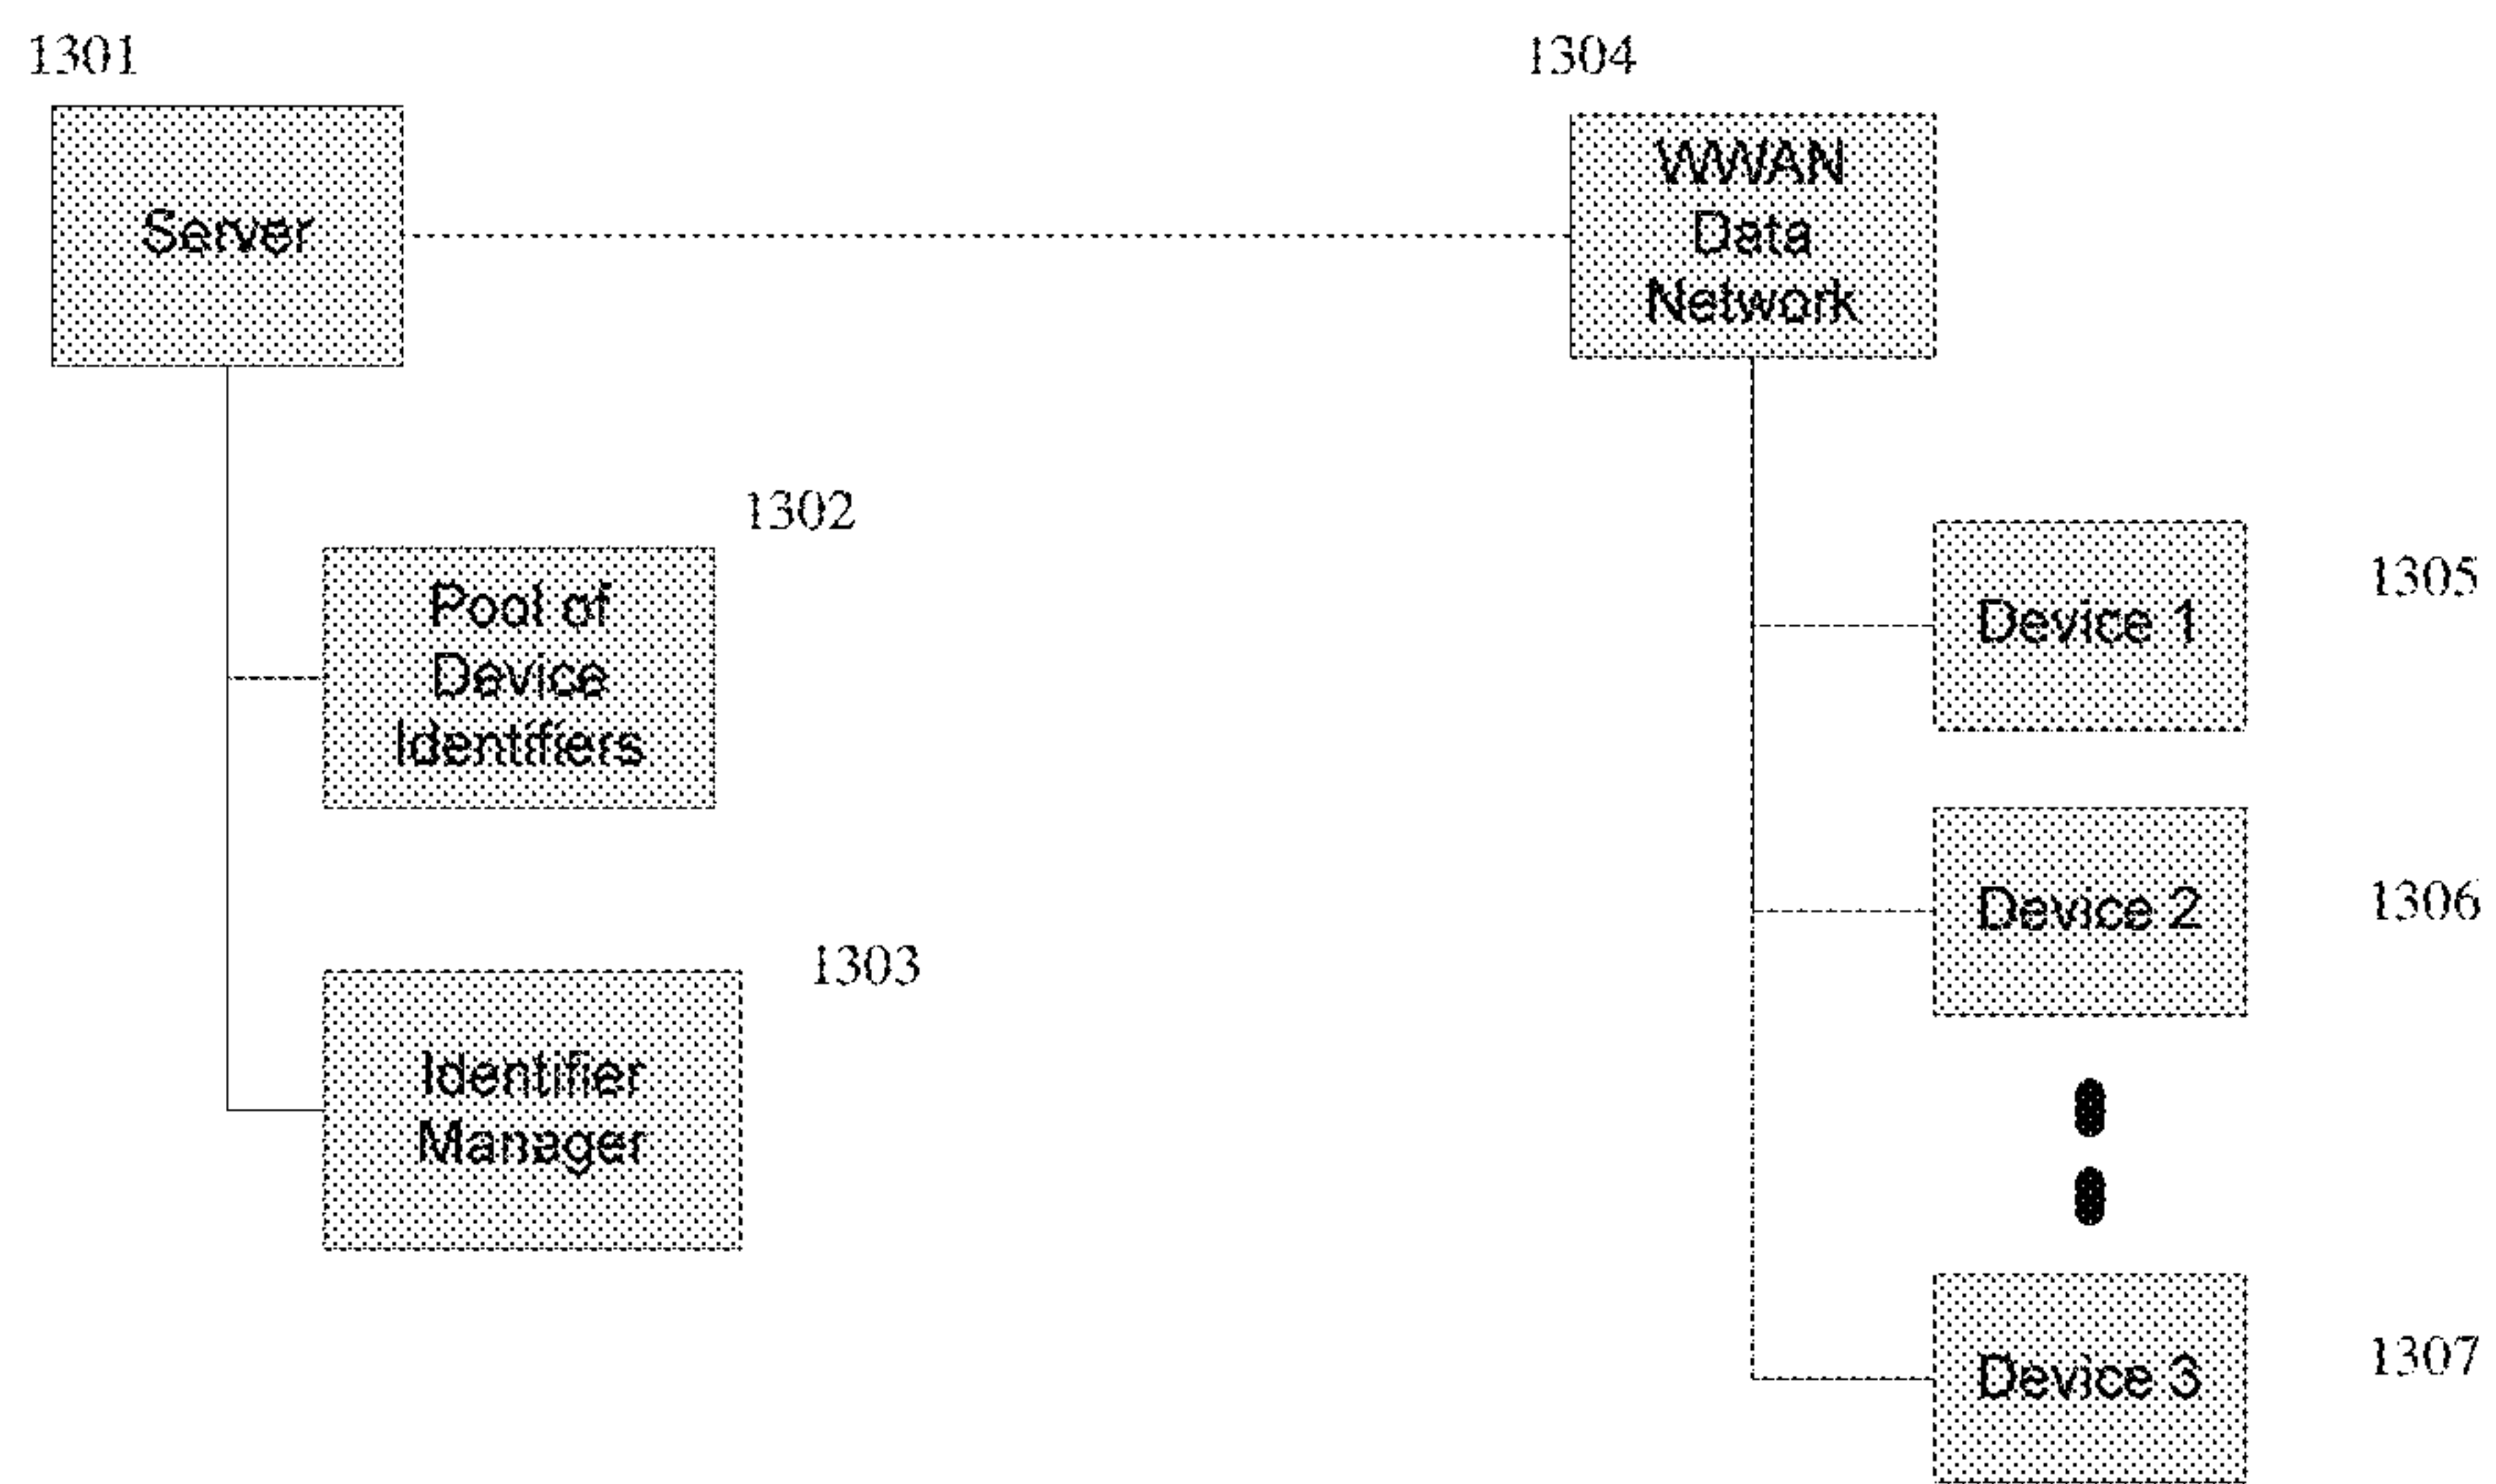 1301
Server
1304
WWAN
Data
Network
1302
Pool of
Device
Identifiers
1303
Identifier
Manager
1305
Device 1
1306
Device 2
1307
Device 3